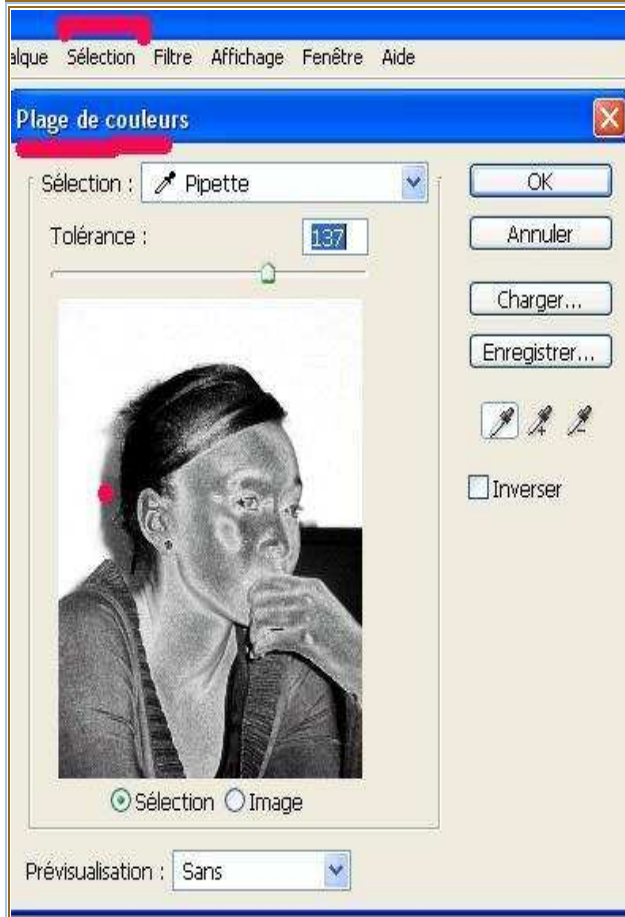 alque Sélection Filtre Affichage Fenêtre Aide
Plage de couleurs
Sélection : Pipette
OK
Tolérance : 137
Annuler
Charger...
Enregistrer...
Inverser
Sélection Image
Prévisualisation : Sans